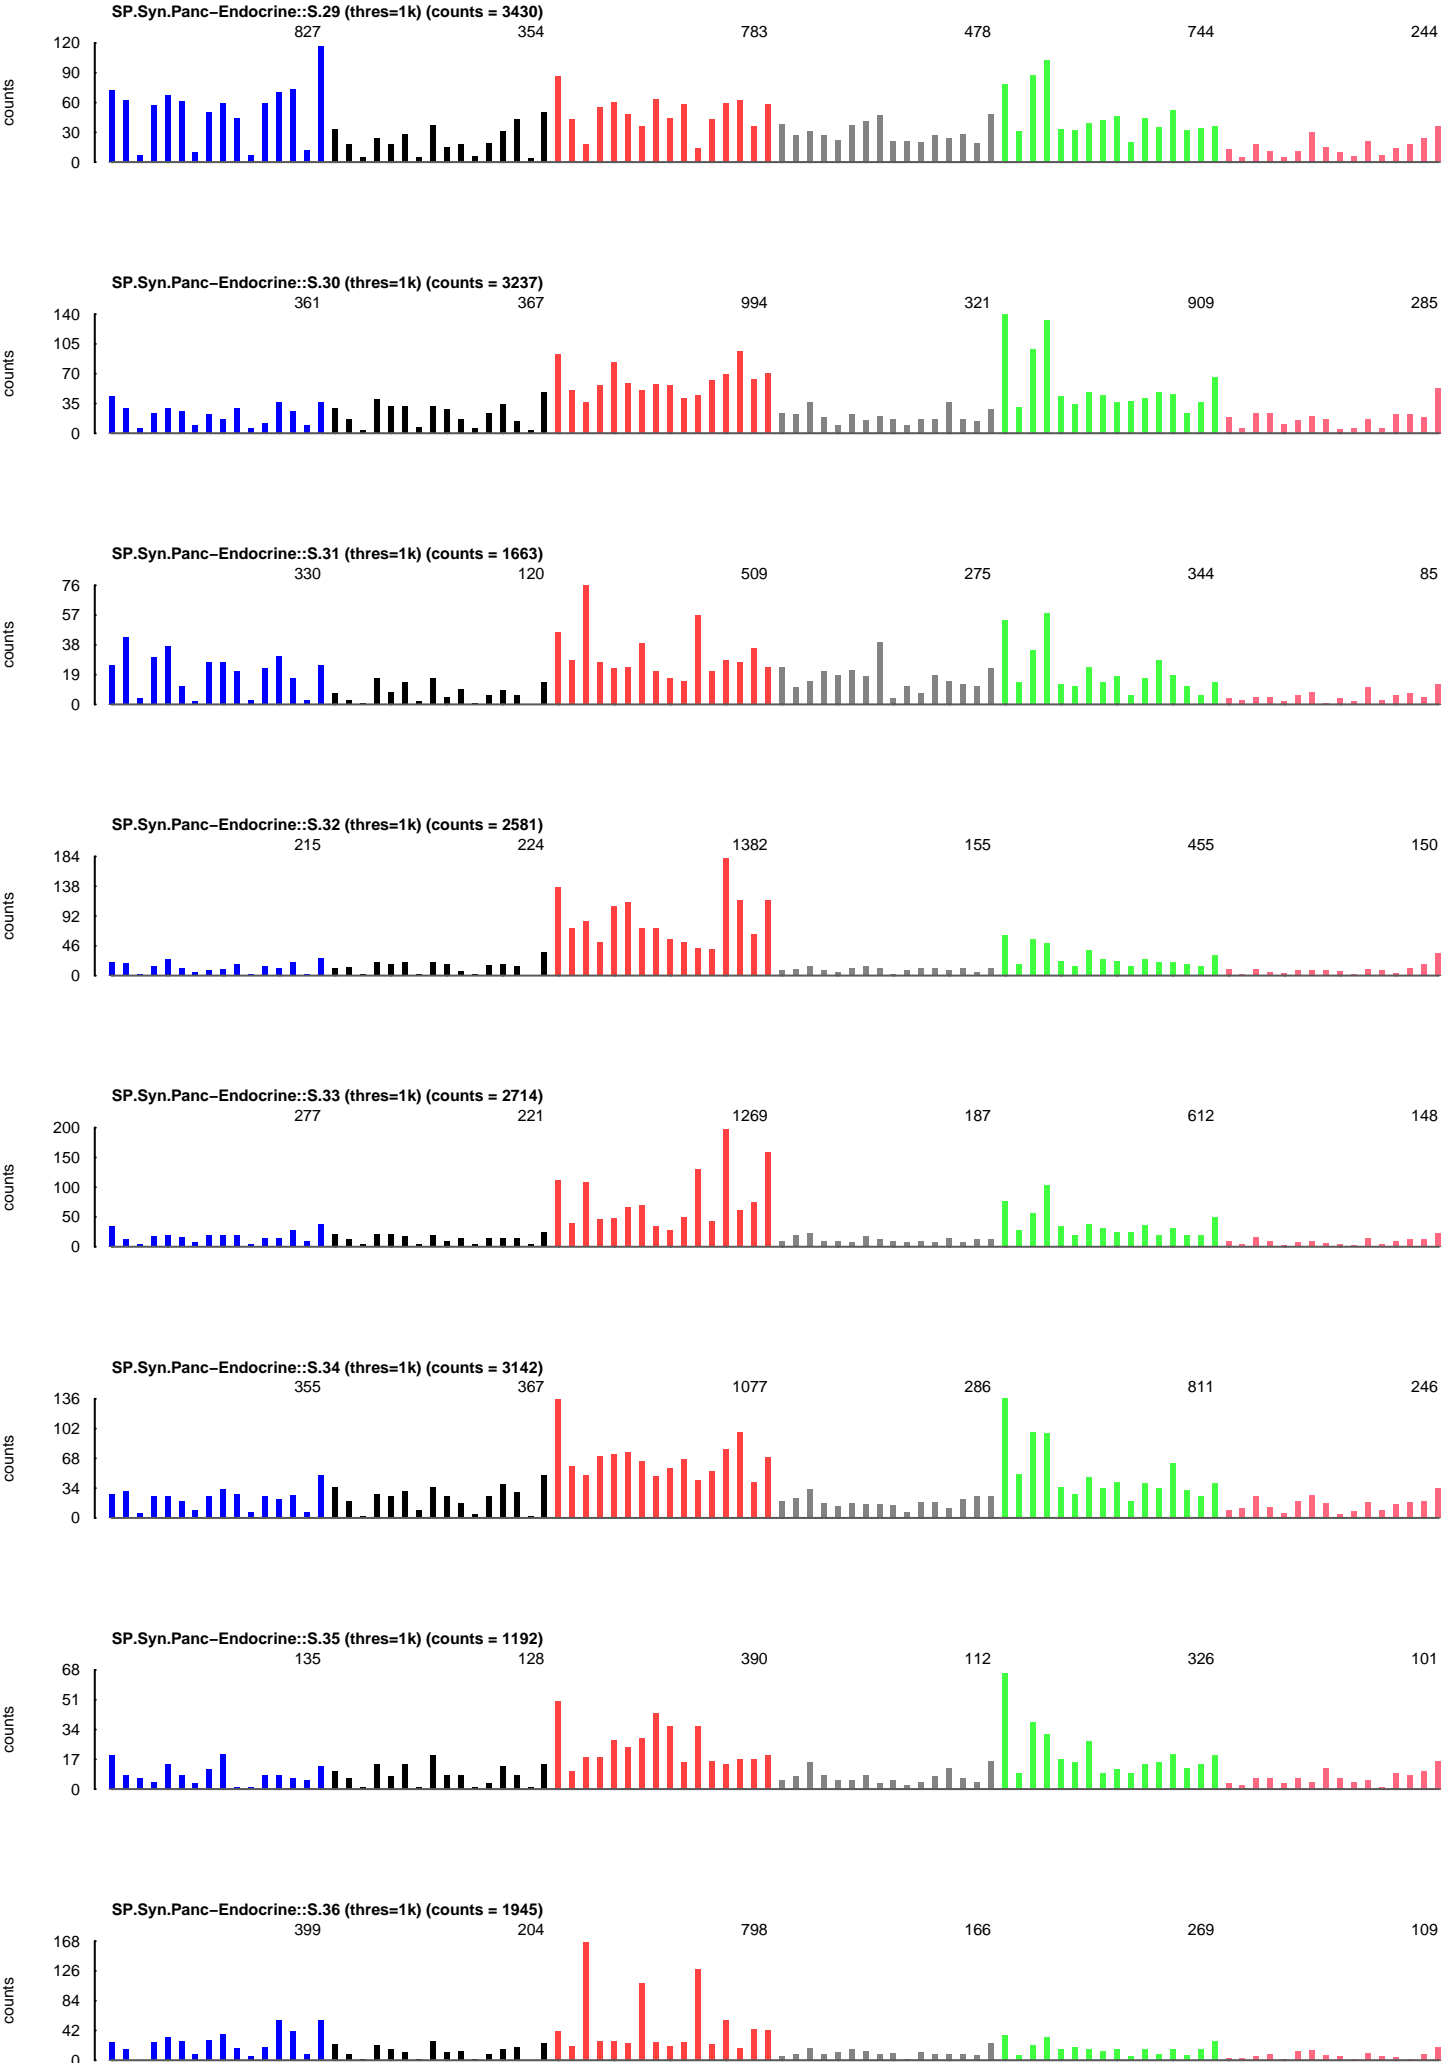 SP.Syn.Panc−Endocrine::S.29 (thres=1k) (counts = 3430)
827 354 783 478 744 244
120
90
60
30
0
counts
SP.Syn.Panc−Endocrine::S.30 (thres=1k) (counts = 3237)
361 367 994 321 909 285
140
105
70
35
0
counts
SP.Syn.Panc−Endocrine::S.31 (thres=1k) (counts = 1663)
330 120 509 275 344 85
76
57
38
19
0
counts
SP.Syn.Panc−Endocrine::S.32 (thres=1k) (counts = 2581)
215 224 1382 155 455 150
184
138
92
46
0
counts
SP.Syn.Panc−Endocrine::S.33 (thres=1k) (counts = 2714)
277 221 1269 187 612 148
200
150
100
50
0
counts
SP.Syn.Panc−Endocrine::S.34 (thres=1k) (counts = 3142)
355 367 1077 286 811 246
136
102
68
34
0
counts
SP.Syn.Panc−Endocrine::S.35 (thres=1k) (counts = 1192)
135 128 390 112 326 101
68
51
34
17
0
counts
SP.Syn.Panc−Endocrine::S.36 (thres=1k) (counts = 1945)
399 204 798 166 269 109
168
126
84
42
0
counts